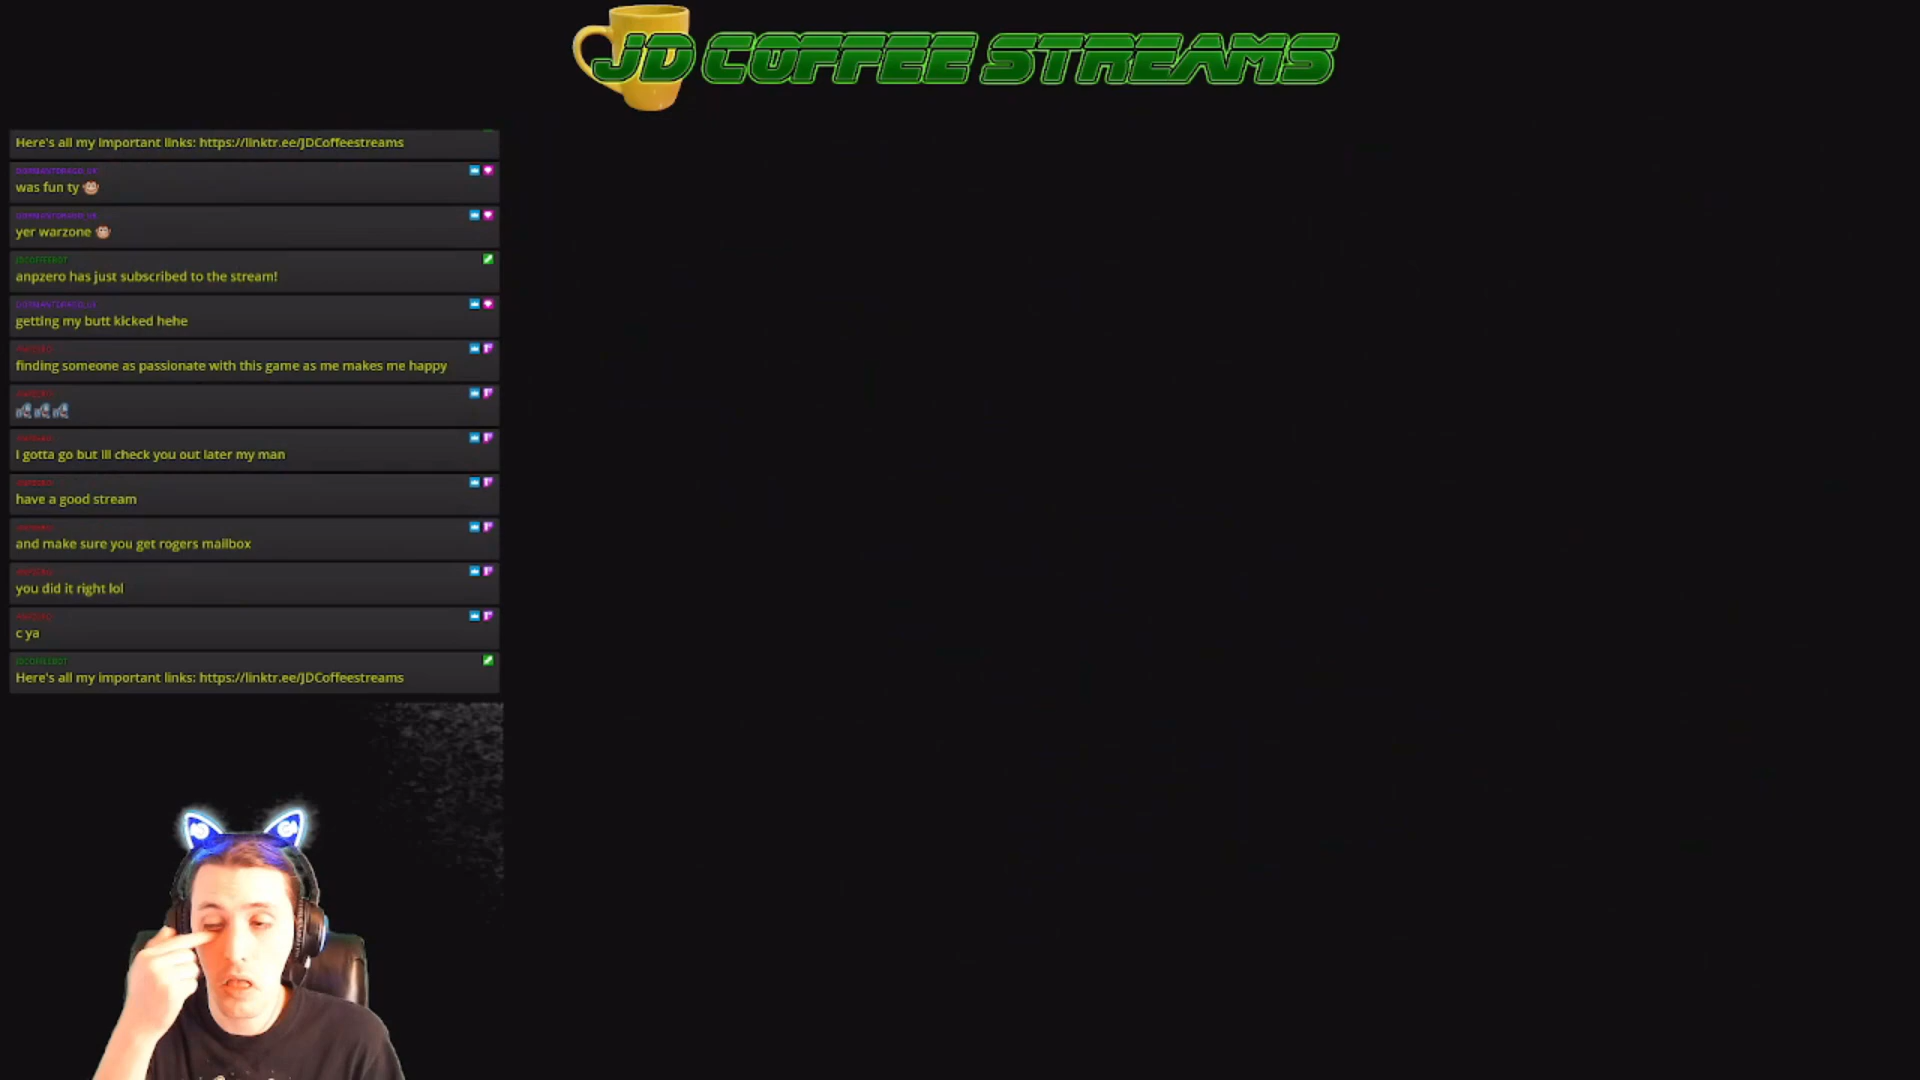 JD COFFEE STREAMS
Here's all my important links: https://linktr.ee/JDCoffeestreams
was fun ty
yer warzone
JDCOFFEEBOT
anpzero has just subscribed to the stream!
getting my butt kicked hehe
finding someone as passionate with this game as me makes me happy
I gotta go but Ill check you out later my man
have a good stream
and make sure you get rogers mailbox
you did it right lol
c ya
JDCOFFEEBOT
Here's all my important links: https://linktr.ee/JDCoffeestreams